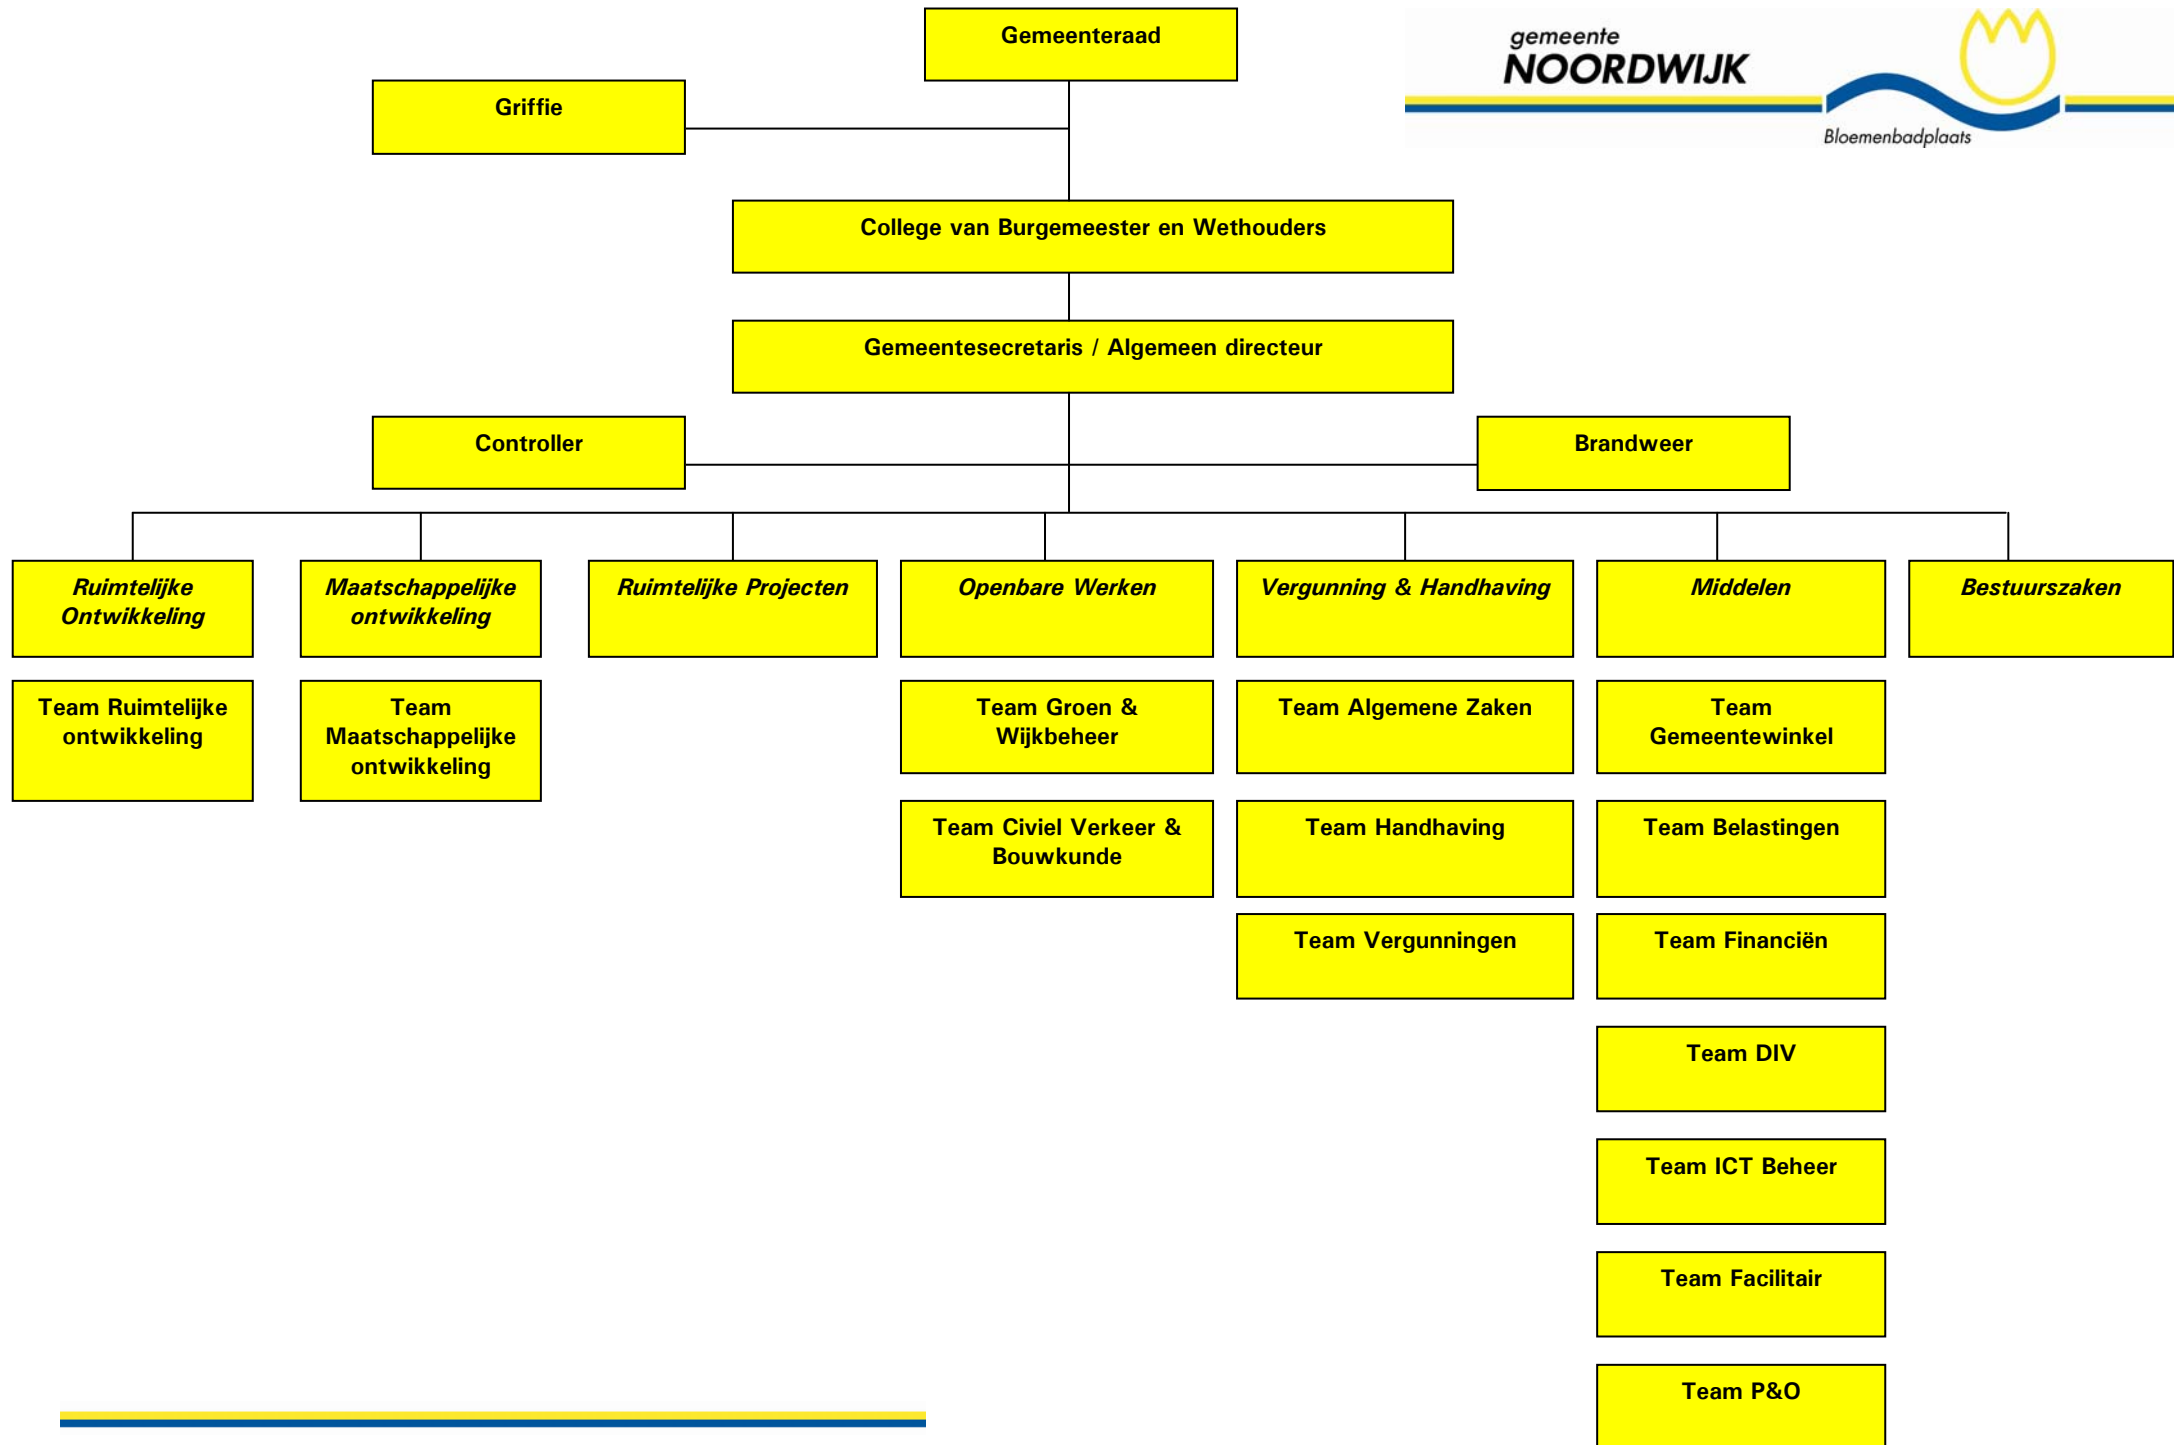 Gemeenteraad
gemeente
NOORDWIJK
Bloemenbadplaats
Griffie
College van Burgemeester en Wethouders
Gemeentesecretaris / Algemeen directeur
Controller
Brandweer
Ruimtelijke
Ontwikkeling
Maatschappelijke
ontwikkeling
Ruimtelijke Projecten
Openbare Werken
Vergunning & Handhaving
Middelen
Bestuurszaken
Team Ruimtelijke
ontwikkeling
Team
Maatschappelijke
ontwikkeling
Team Groen &
Wijkbeheer
Team Algemene Zaken
Team
Gemeentewinkel
Team Civiel Verkeer &
Bouwkunde
Team Handhaving
Team Belastingen
Team Vergunningen
Team Financiën
Team DIV
Team ICT Beheer
Team Facilitair
Team P&O